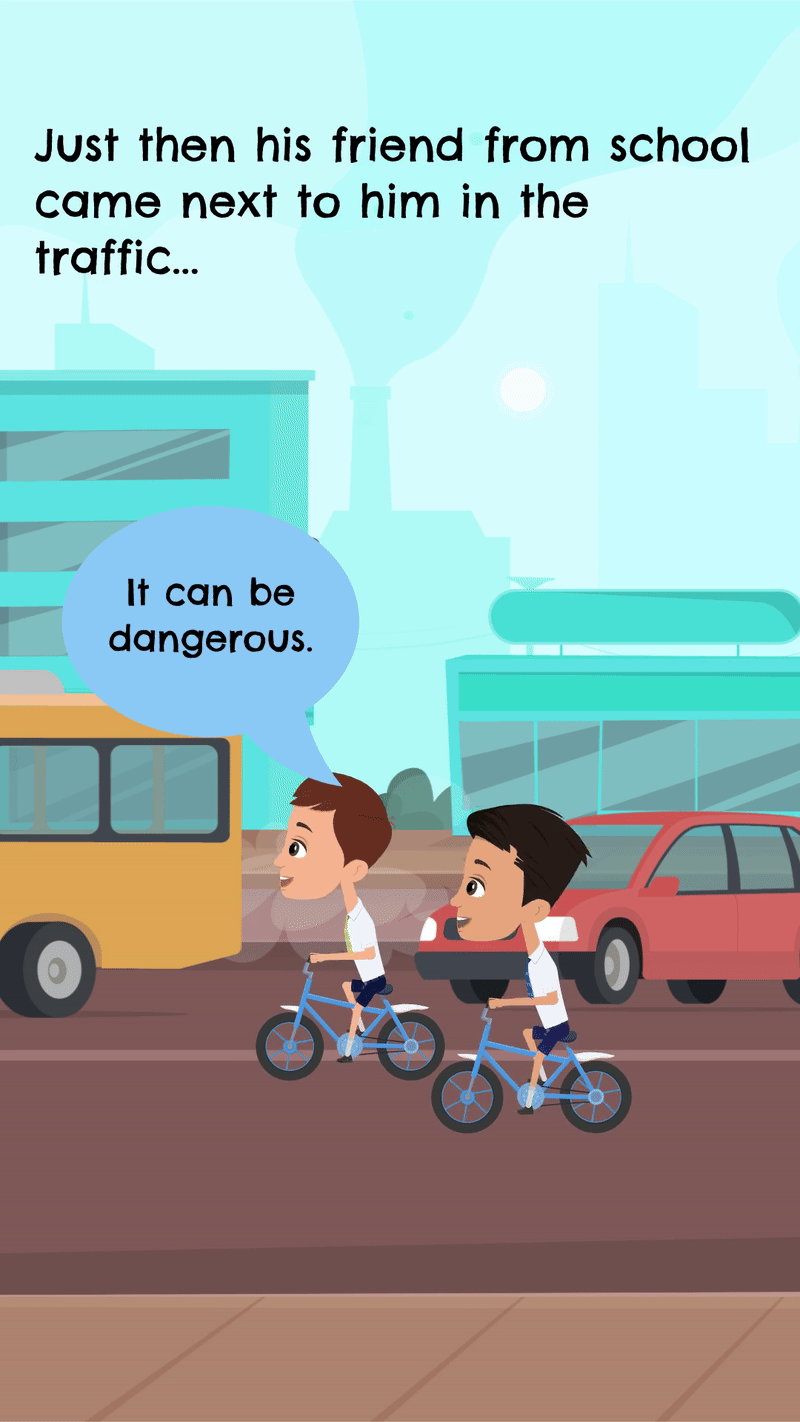 Just then his friend from school
came next to him in the
traffic...
It can be
dangerous.